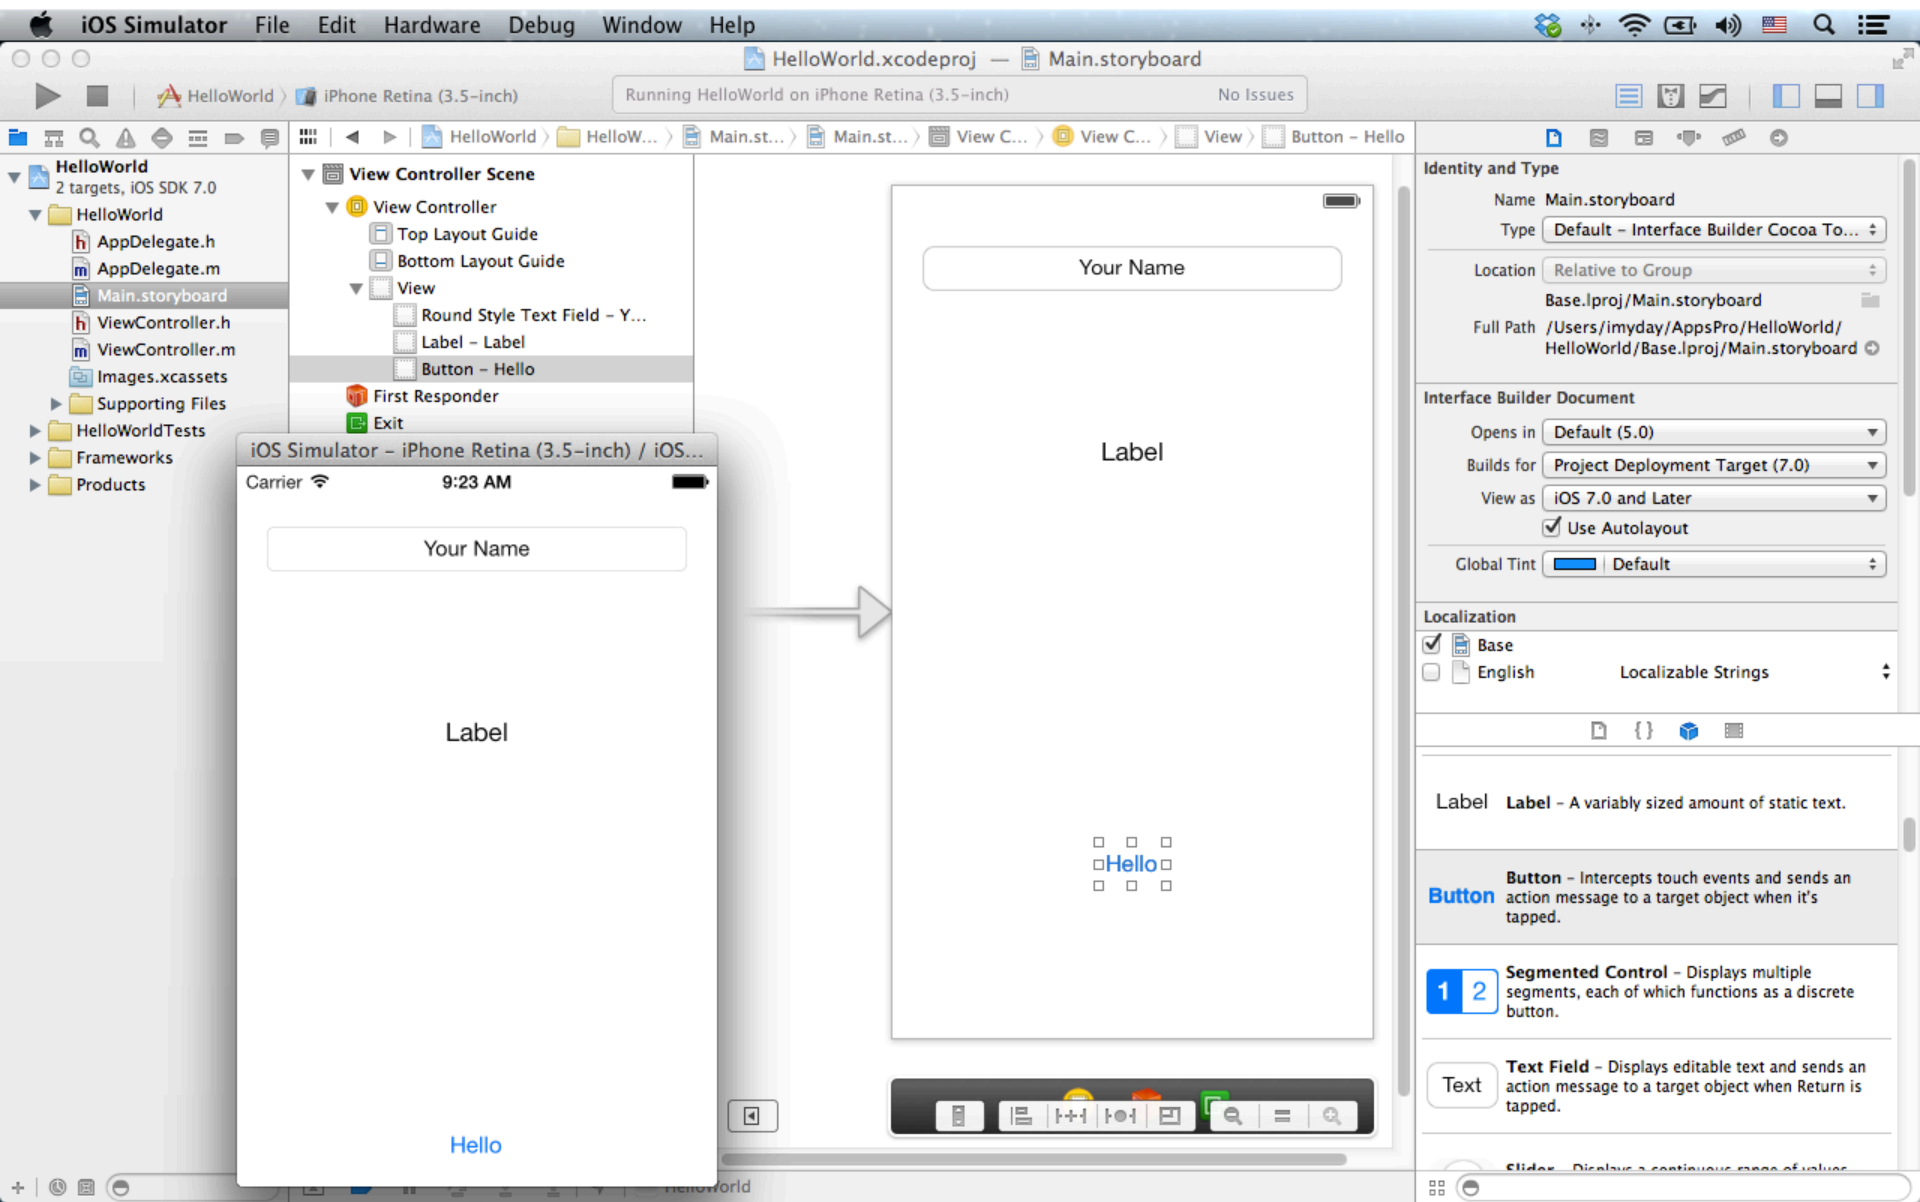 iOS Simulator File Edit Hardware Debug Window Help
HelloWorld.xcodeproj — Main.storyboard
HelloWorld iPhone Retina (3.5-inch)
Running HelloWorld on iPhone Retina (3.5-inch) No Issues
HelloWorld HelloW... Main.st... Main.st... View C... View C... View Button – Hello
HelloWorld
2 targets, iOS SDK 7.0
HelloWorld
h AppDelegate.h
m AppDelegate.m
Main.storyboard
h ViewController.h
m ViewController.m
Images.xcassets
Supporting Files
HelloWorldTests
Frameworks
Products
View Controller Scene
View Controller
Top Layout Guide
Bottom Layout Guide
View
Round Style Text Field – Y...
Label – Label
Button – Hello
First Responder
Exit
iOS Simulator – iPhone Retina (3.5-inch) / iOS...
Carrier 9:23 AM
Your Name
Label
Hello
Your Name
Label
Hello
HelloWorld
Identity and Type
Name Main.storyboard
Type Default – Interface Builder Cocoa To...
Location Relative to Group
Base.lproj/Main.storyboard
Full Path /Users/imyday/AppsPro/HelloWorld/
HelloWorld/Base.lproj/Main.storyboard
Interface Builder Document
Opens in Default (5.0)
Builds for Project Deployment Target (7.0)
View as iOS 7.0 and Later
Use Autolayout
Global Tint Default
Localization
Base
English Localizable Strings
{ }
Label Label – A variably sized amount of static text.
Button Button – Intercepts touch events and sends an
action message to a target object when it's
tapped.
1 2 Segmented Control – Displays multiple
segments, each of which functions as a discrete
button.
Text Text Field – Displays editable text and sends an
action message to a target object when Return is
tapped.
Slider – Displays a continuous range of values